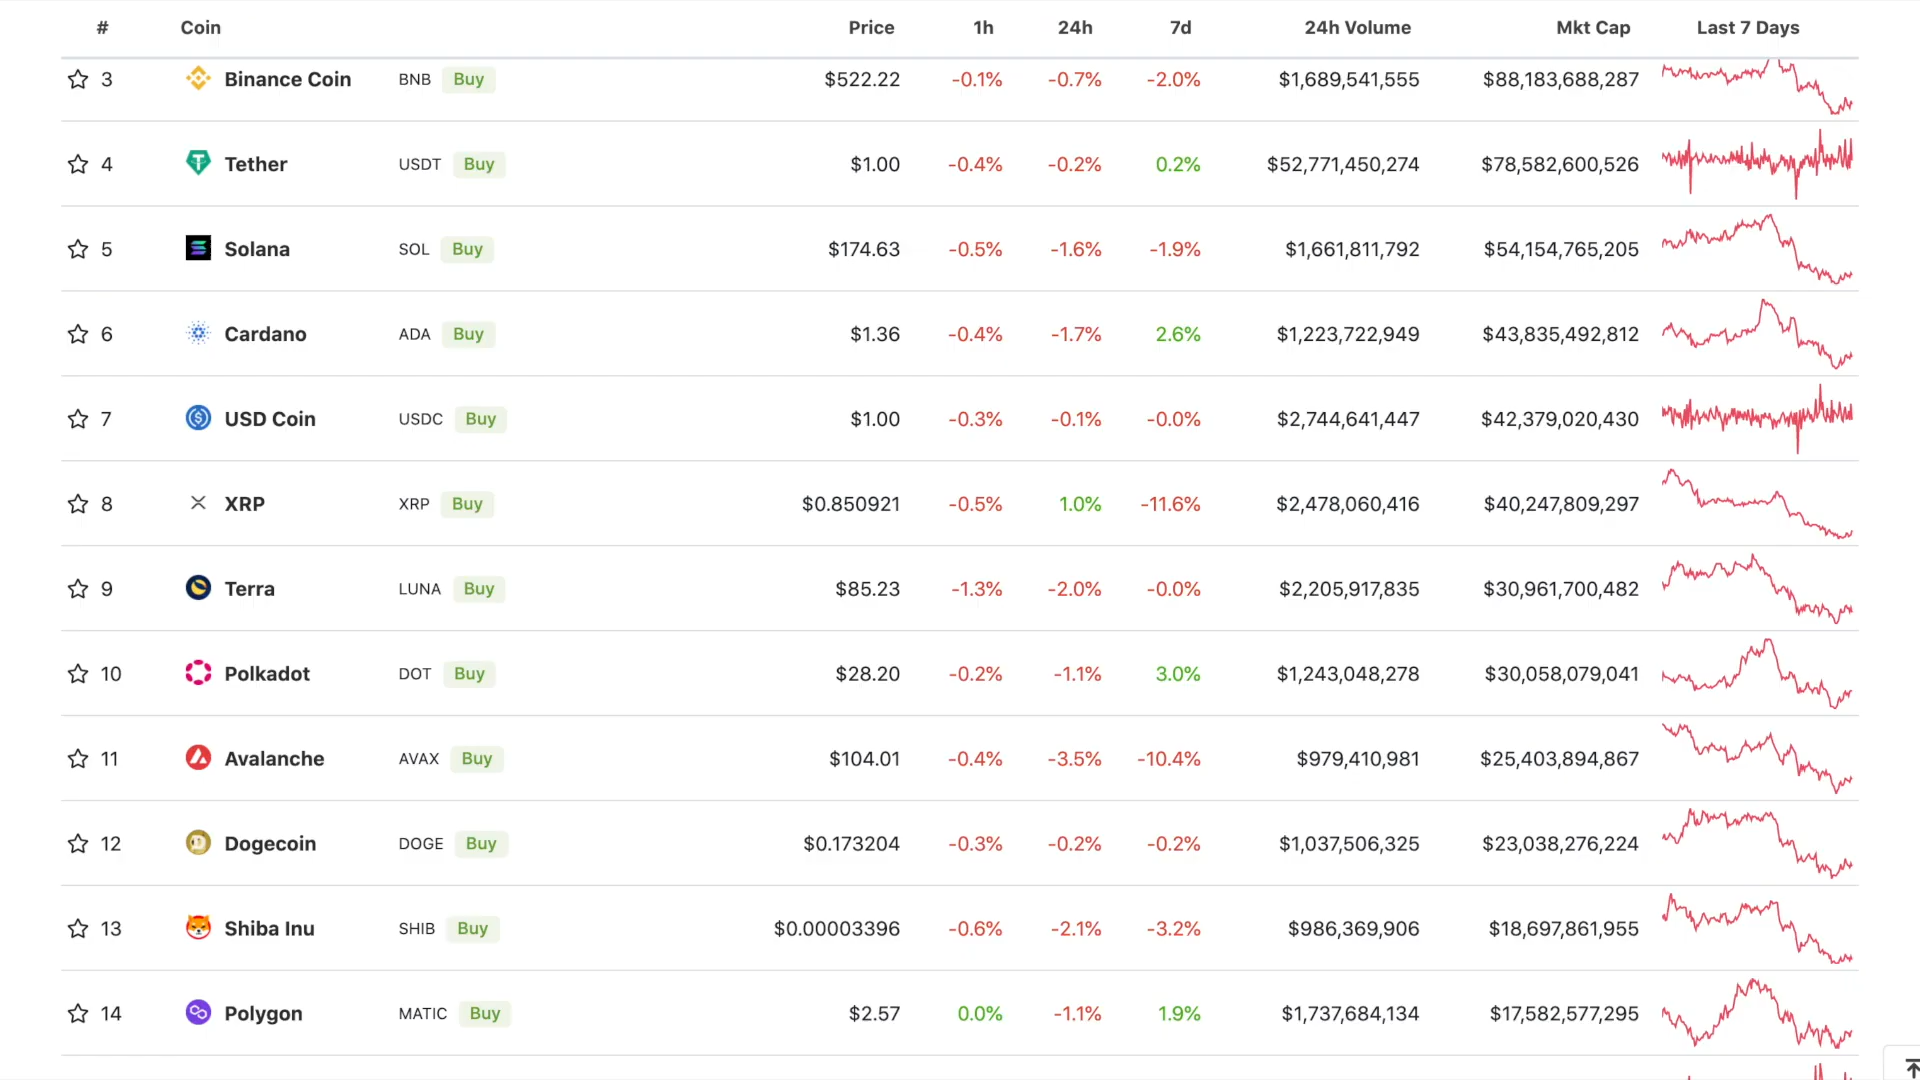 # Coin Price 1h 24h 7d 24h Volume Mkt Cap Last 7 Days
3 Binance Coin BNB Buy $522.22 -0.1% -0.7% -2.0% $1,689,541,555 $88,183,688,287
4 Tether USDT Buy $1.00 -0.4% -0.2% 0.2% $52,771,450,274 $78,582,600,526
5 Solana SOL Buy $174.63 -0.5% -1.6% -1.9% $1,661,811,792 $54,154,765,205
6 Cardano ADA Buy $1.36 -0.4% -1.7% 2.6% $1,223,722,949 $43,835,492,812
7 USD Coin USDC Buy $1.00 -0.3% -0.1% -0.0% $2,744,641,447 $42,379,020,430
8 XRP XRP Buy $0.850921 -0.5% 1.0% -11.6% $2,478,060,416 $40,247,809,297
9 Terra LUNA Buy $85.23 -1.3% -2.0% -0.0% $2,205,917,835 $30,961,700,482
10 Polkadot DOT Buy $28.20 -0.2% -1.1% 3.0% $1,243,048,278 $30,058,079,041
11 Avalanche AVAX Buy $104.01 -0.4% -3.5% -10.4% $979,410,981 $25,403,894,867
12 Dogecoin DOGE Buy $0.173204 -0.3% -0.2% -0.2% $1,037,506,325 $23,038,276,224
13 Shiba Inu SHIB Buy $0.00003396 -0.6% -2.1% -3.2% $986,369,906 $18,697,861,955
14 Polygon MATIC Buy $2.57 0.0% -1.1% 1.9% $1,737,684,134 $17,582,577,295